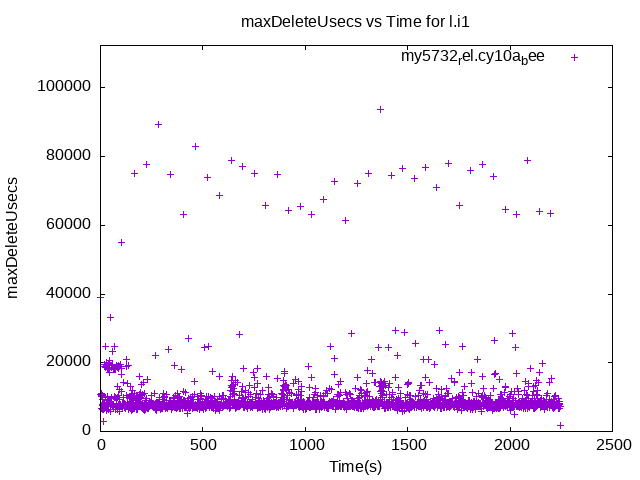 maxDeleteUsecs vs Time for l.i1
my5732rel.cy10abee
100000
80000
60000
40000
20000
0
maxDeleteUsecs
0 500 1000 1500 2000 2500
Time(s)